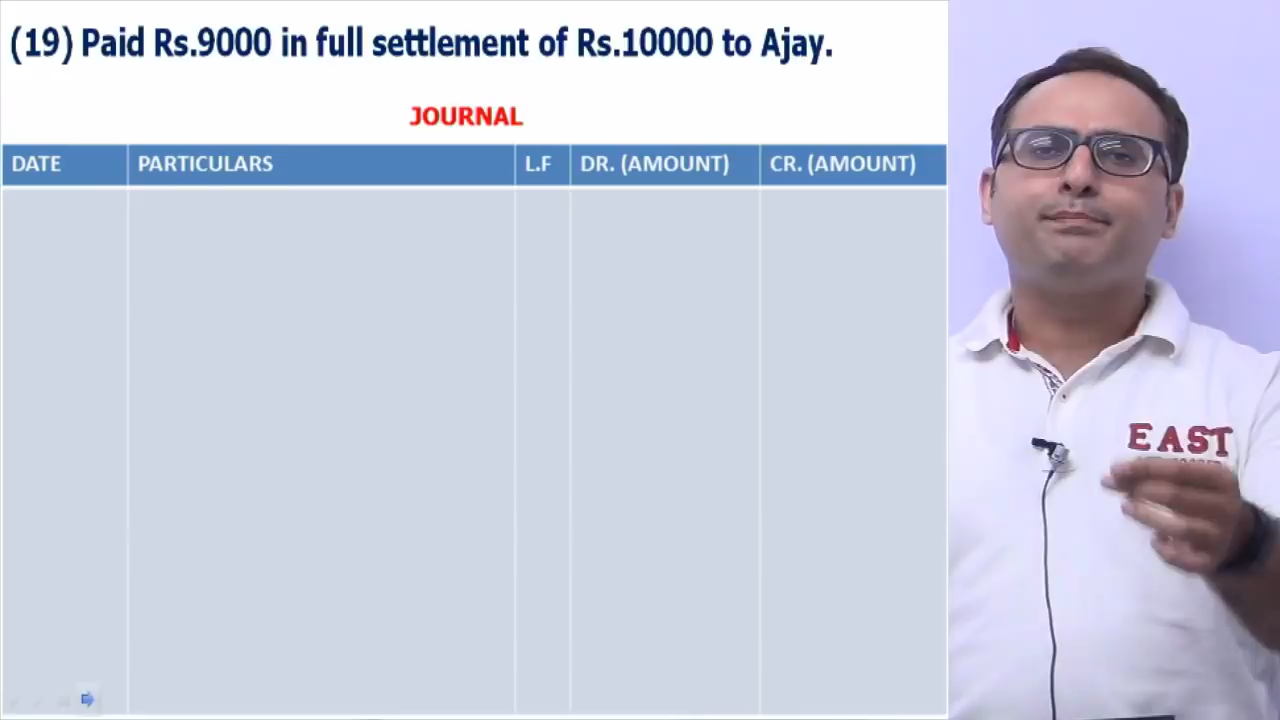 (19) Paid Rs.9000 in full settlement of Rs.10000 to Ajay.
JOURNAL
DATE PARTICULARS L.F DR. (AMOUNT) CR. (AMOUNT)
EAST